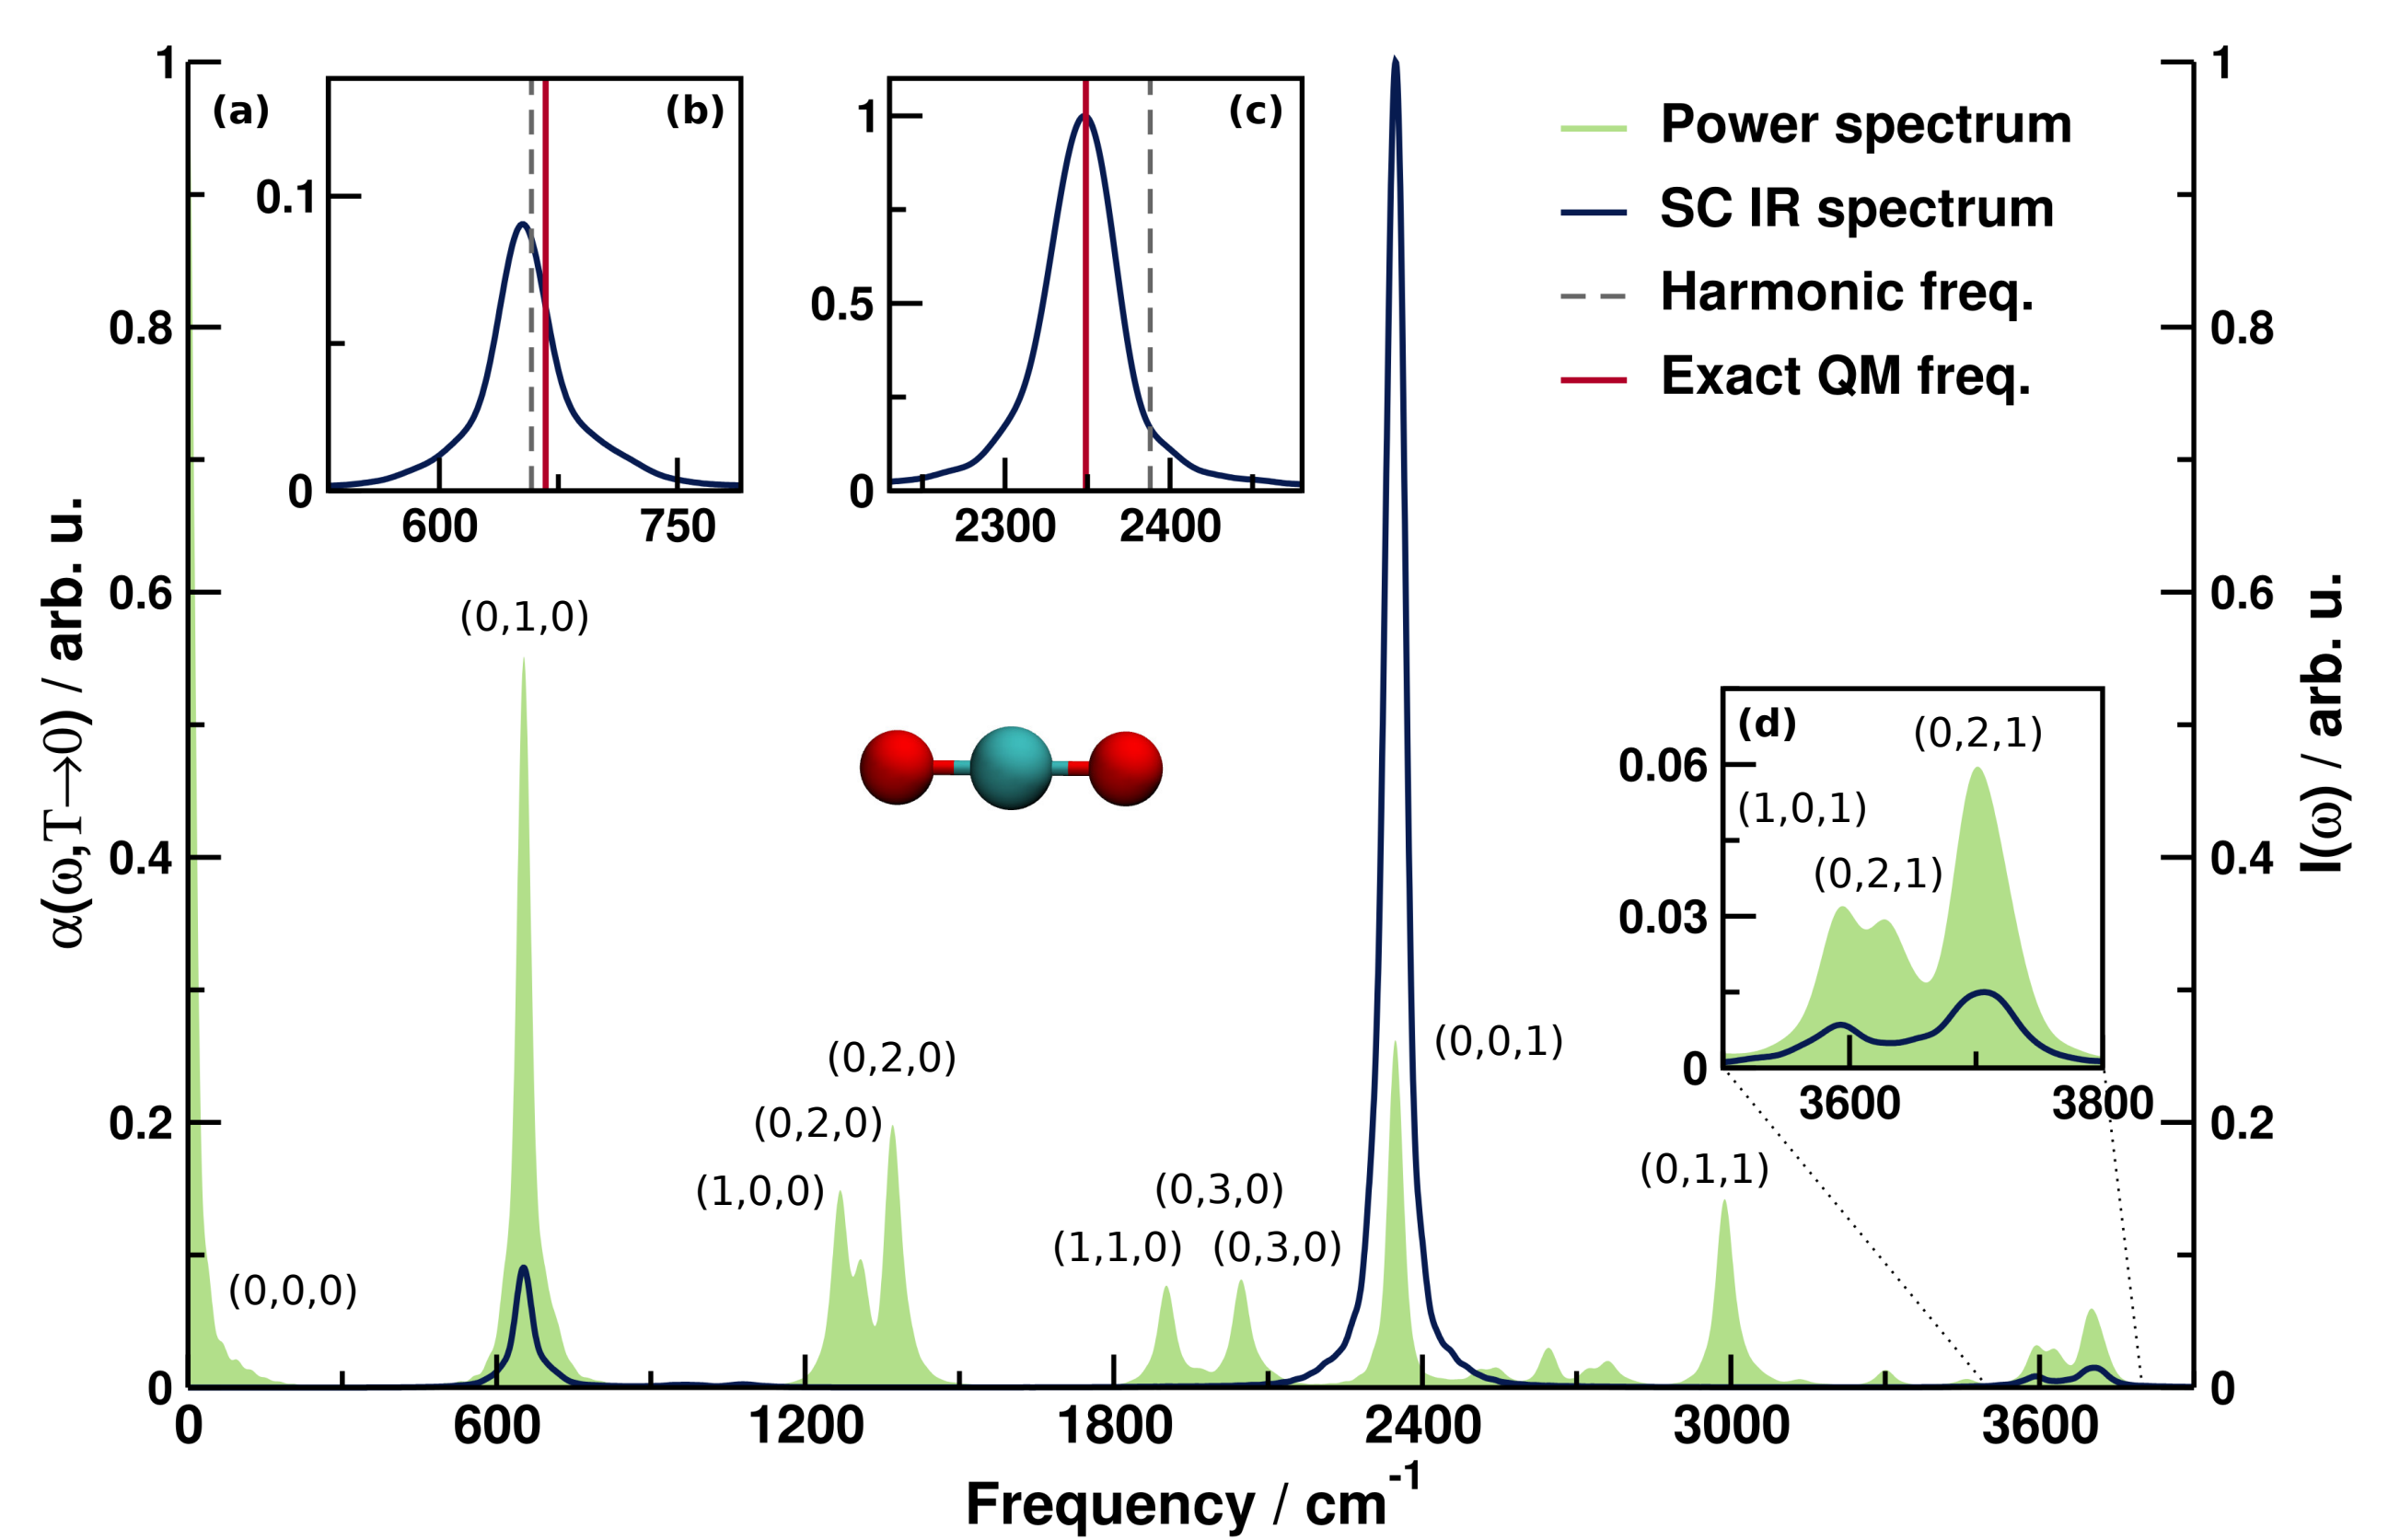 (a)
(b)
(c)
(d)
Power spectrum
SC IR spectrum
Harmonic freq.
Exact QM freq.
α(ω,T→0) / arb. u.
I(ω) / arb. u.
1
0.8
0.6
0.4
0.2
0
1
0.8
0.6
0.4
0.2
0
0.1
0
600 750
1
0.5
0
2300 2400
(0,1,0)
(0,0,0)
(0,2,0)
(0,2,0)
(1,0,0)
(0,3,0)
(1,1,0) (0,3,0)
(0,0,1)
(0,1,1)
(0,2,1)
(1,0,1)
(0,2,1)
0.06
0.03
0
3600 3800
0 600 1200 1800 2400 3000 3600
Frequency / cm⁻¹